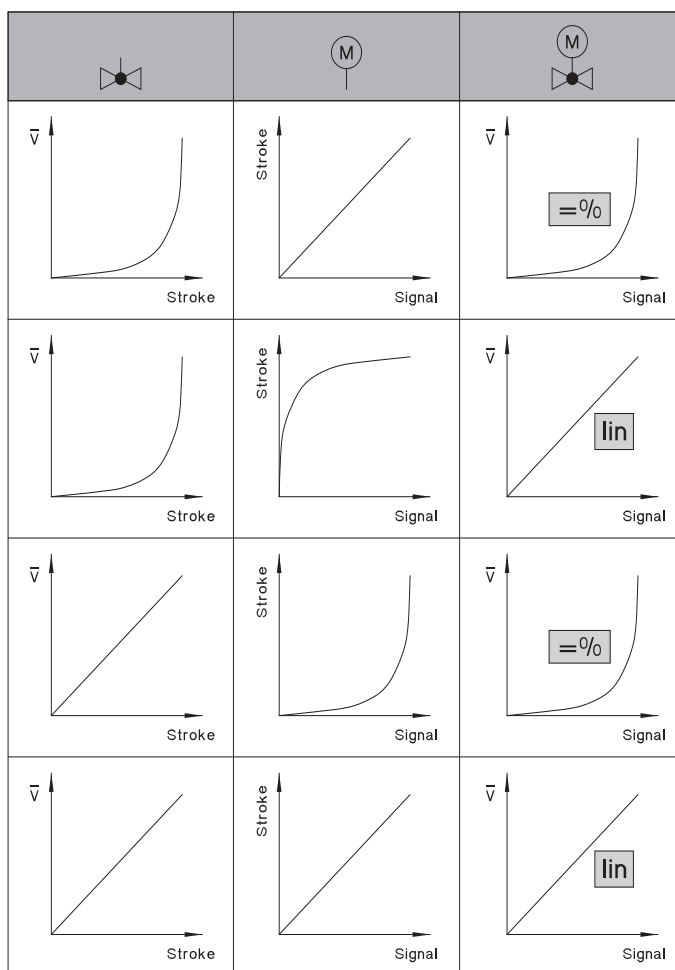 M
M
V̄
Stroke
Stroke
Signal
V̄
=%
Signal
V̄
Stroke
Stroke
Signal
V̄
lin
Signal
V̄
Stroke
Stroke
Signal
V̄
=%
Signal
V̄
Stroke
Stroke
Signal
V̄
lin
Signal